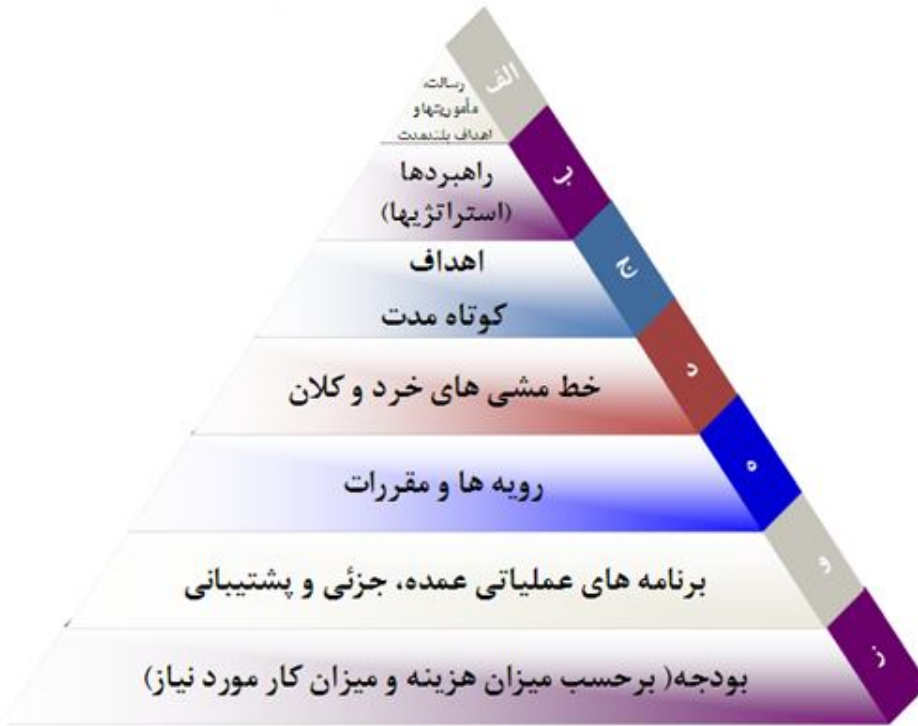 الف
رسالت،
مأموریتها و
اهداف بلندمدت
ب
راهبردها
(استراتژیها)
ج
اهداف
کوتاه مدت
د
خط مشی های خرد و کلان
ه
رویه ها و مقررات
و
برنامه های عملیاتی عمده، جزئی و پشتیبانی
ز
بودجه( برحسب میزان هزینه و میزان کار مورد نیاز)